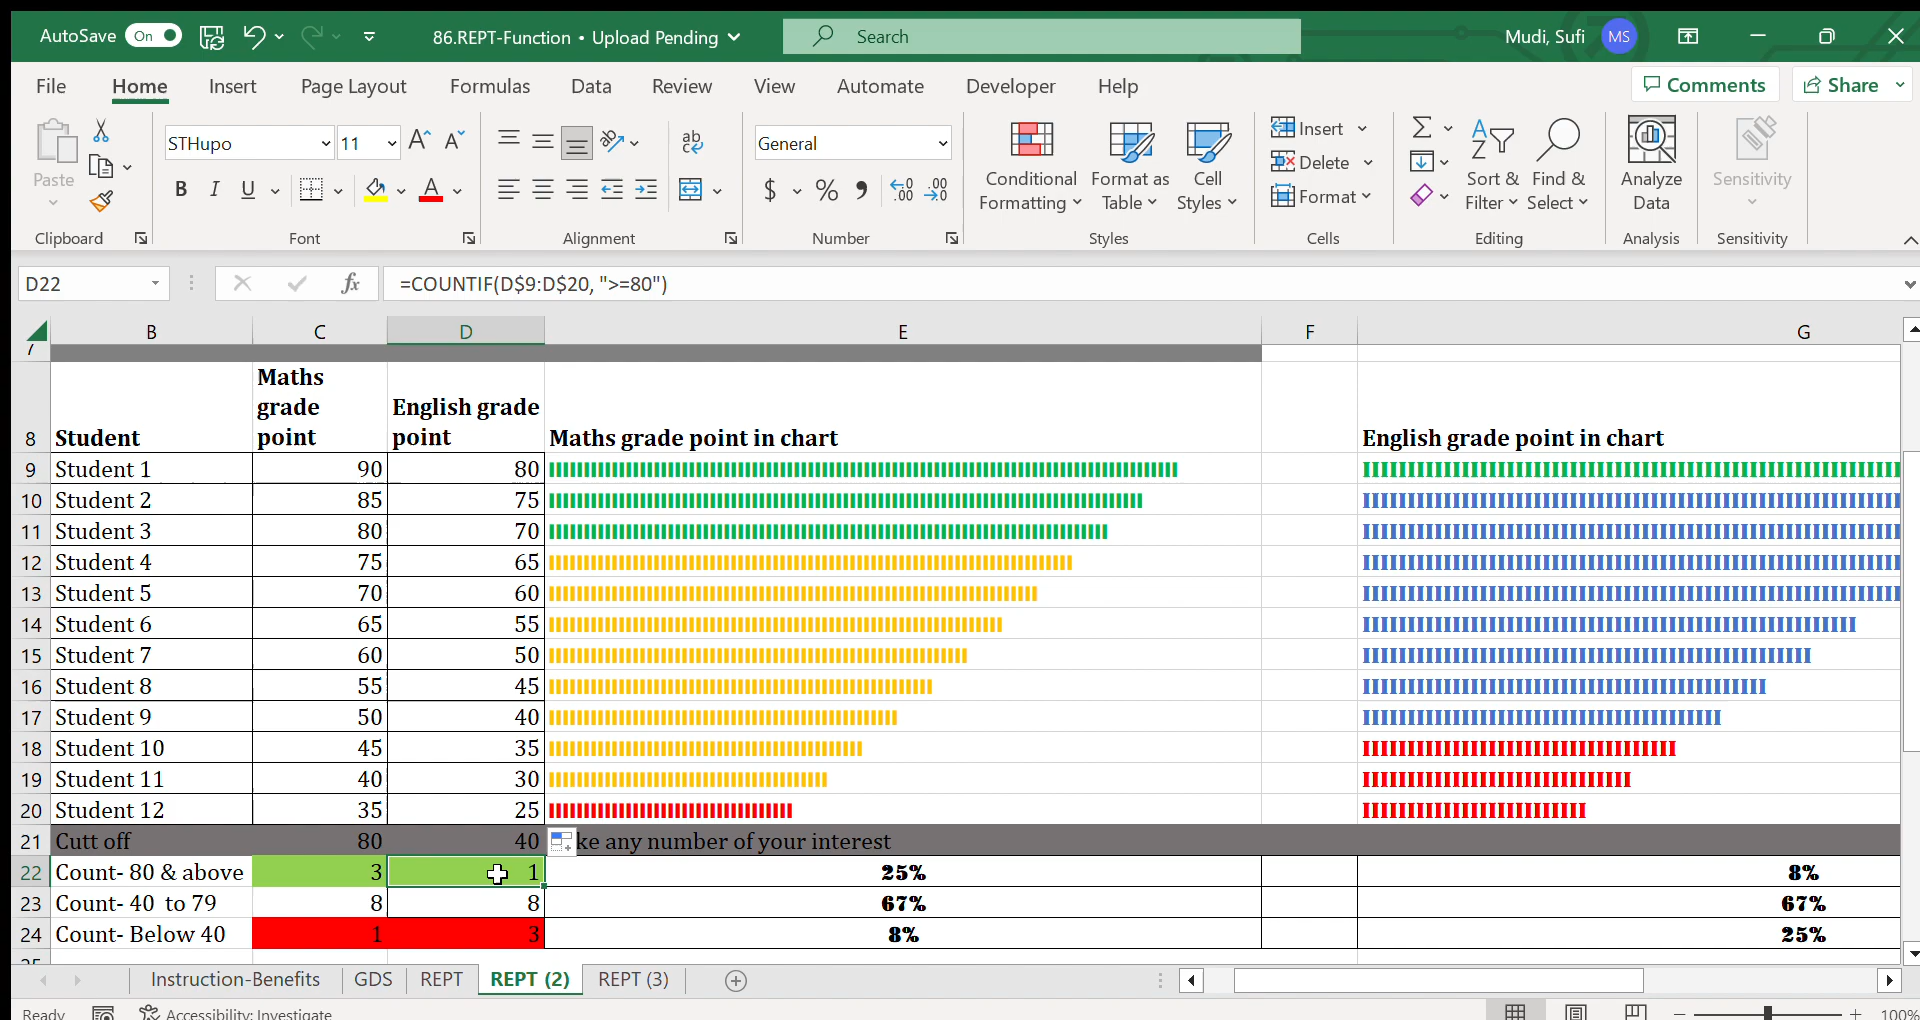 AutoSave On 86.REPT-Function • Upload Pending Search Mudi, Sufi MS
File Home Insert Page Layout Formulas Data Review View Automate Developer Help Comments Share
Paste STHupo 11 A^ Aˇ ab General Insert Σ
B I U A $ % , Conditional Formatting Format as Table Cell Styles Delete Format Sort & Filter Find & Select Analyze Data Sensitivity
Clipboard Font Alignment Number Styles Cells Editing Analysis Sensitivity
D22 fx =COUNTIF(D$9:D$20, ">=80")
B C D E F G
7
8 Student Maths grade point English grade point Maths grade point in chart English grade point in chart
9 Student 1 90 80
10 Student 2 85 75
11 Student 3 80 70
12 Student 4 75 65
13 Student 5 70 60
14 Student 6 65 55
15 Student 7 60 50
16 Student 8 55 45
17 Student 9 50 40
18 Student 10 45 35
19 Student 11 40 30
20 Student 12 35 25
21 Cutt off 80 40 ke any number of your interest
22 Count- 80 & above 3 1 25% 8%
23 Count- 40 to 79 8 8 67% 67%
24 Count- Below 40 1 3 8% 25%
25
Instruction-Benefits GDS REPT REPT (2) REPT (3)
Ready Accessibility: Investigate 100%